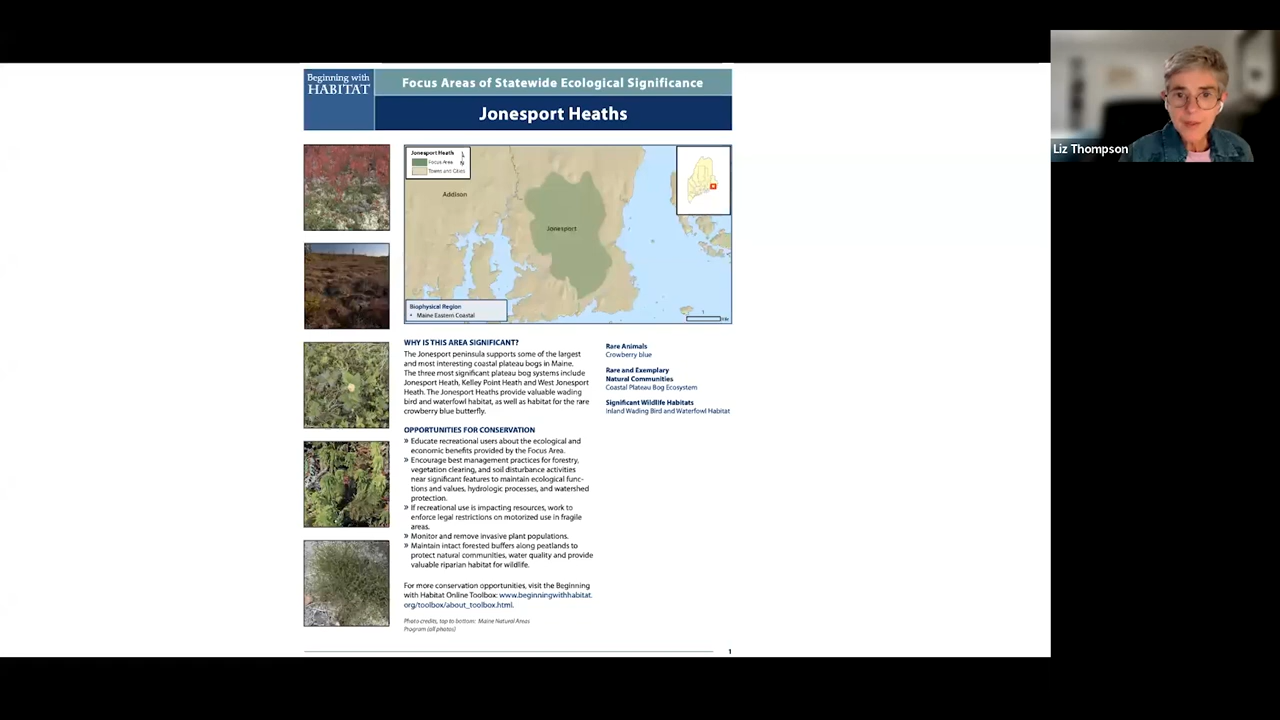 Beginning with
HABITAT
Focus Areas of Statewide Ecological Significance
Jonesport Heaths
Jonesport Heath
N
Focus Area
Towns and Cities
Addison
Jonesport
Biophysical Region
• Maine Eastern Coastal
1
WHY IS THIS AREA SIGNIFICANT?
The Jonesport peninsula supports some of the largest
and most interesting coastal plateau bogs in Maine.
The three most significant plateau bog systems include
Jonesport Heath, Kelley Point Heath and West Jonesport
Heath. The Jonesport Heaths provide valuable wading
bird and waterfowl habitat, as well as habitat for the rare
crowberry blue butterfly.
OPPORTUNITIES FOR CONSERVATION
» Educate recreational users about the ecological and
economic benefits provided by the Focus Area.
» Encourage best management practices for forestry,
vegetation clearing, and soil disturbance activities
near significant features to maintain ecological func-
tions and values, hydrologic processes, and watershed
protection.
» If recreational use is impacting resources, work to
enforce legal restrictions on motorized use in fragile
areas.
» Monitor and remove invasive plant populations.
» Maintain intact forested buffers along peatlands to
protect natural communities, water quality and provide
valuable riparian habitat for wildlife.
For more conservation opportunities, visit the Beginning
with Habitat Online Toolbox: www.beginningwithhabitat.
org/toolbox/about_toolbox.html.
Photo credits, top to bottom: Maine Natural Areas
Program (all photos)
Rare Animals
Crowberry blue
Rare and Exemplary
Natural Communities
Coastal Plateau Bog Ecosystem
Significant Wildlife Habitats
Inland Wading Bird and Waterfowl Habitat
1
Liz Thompson